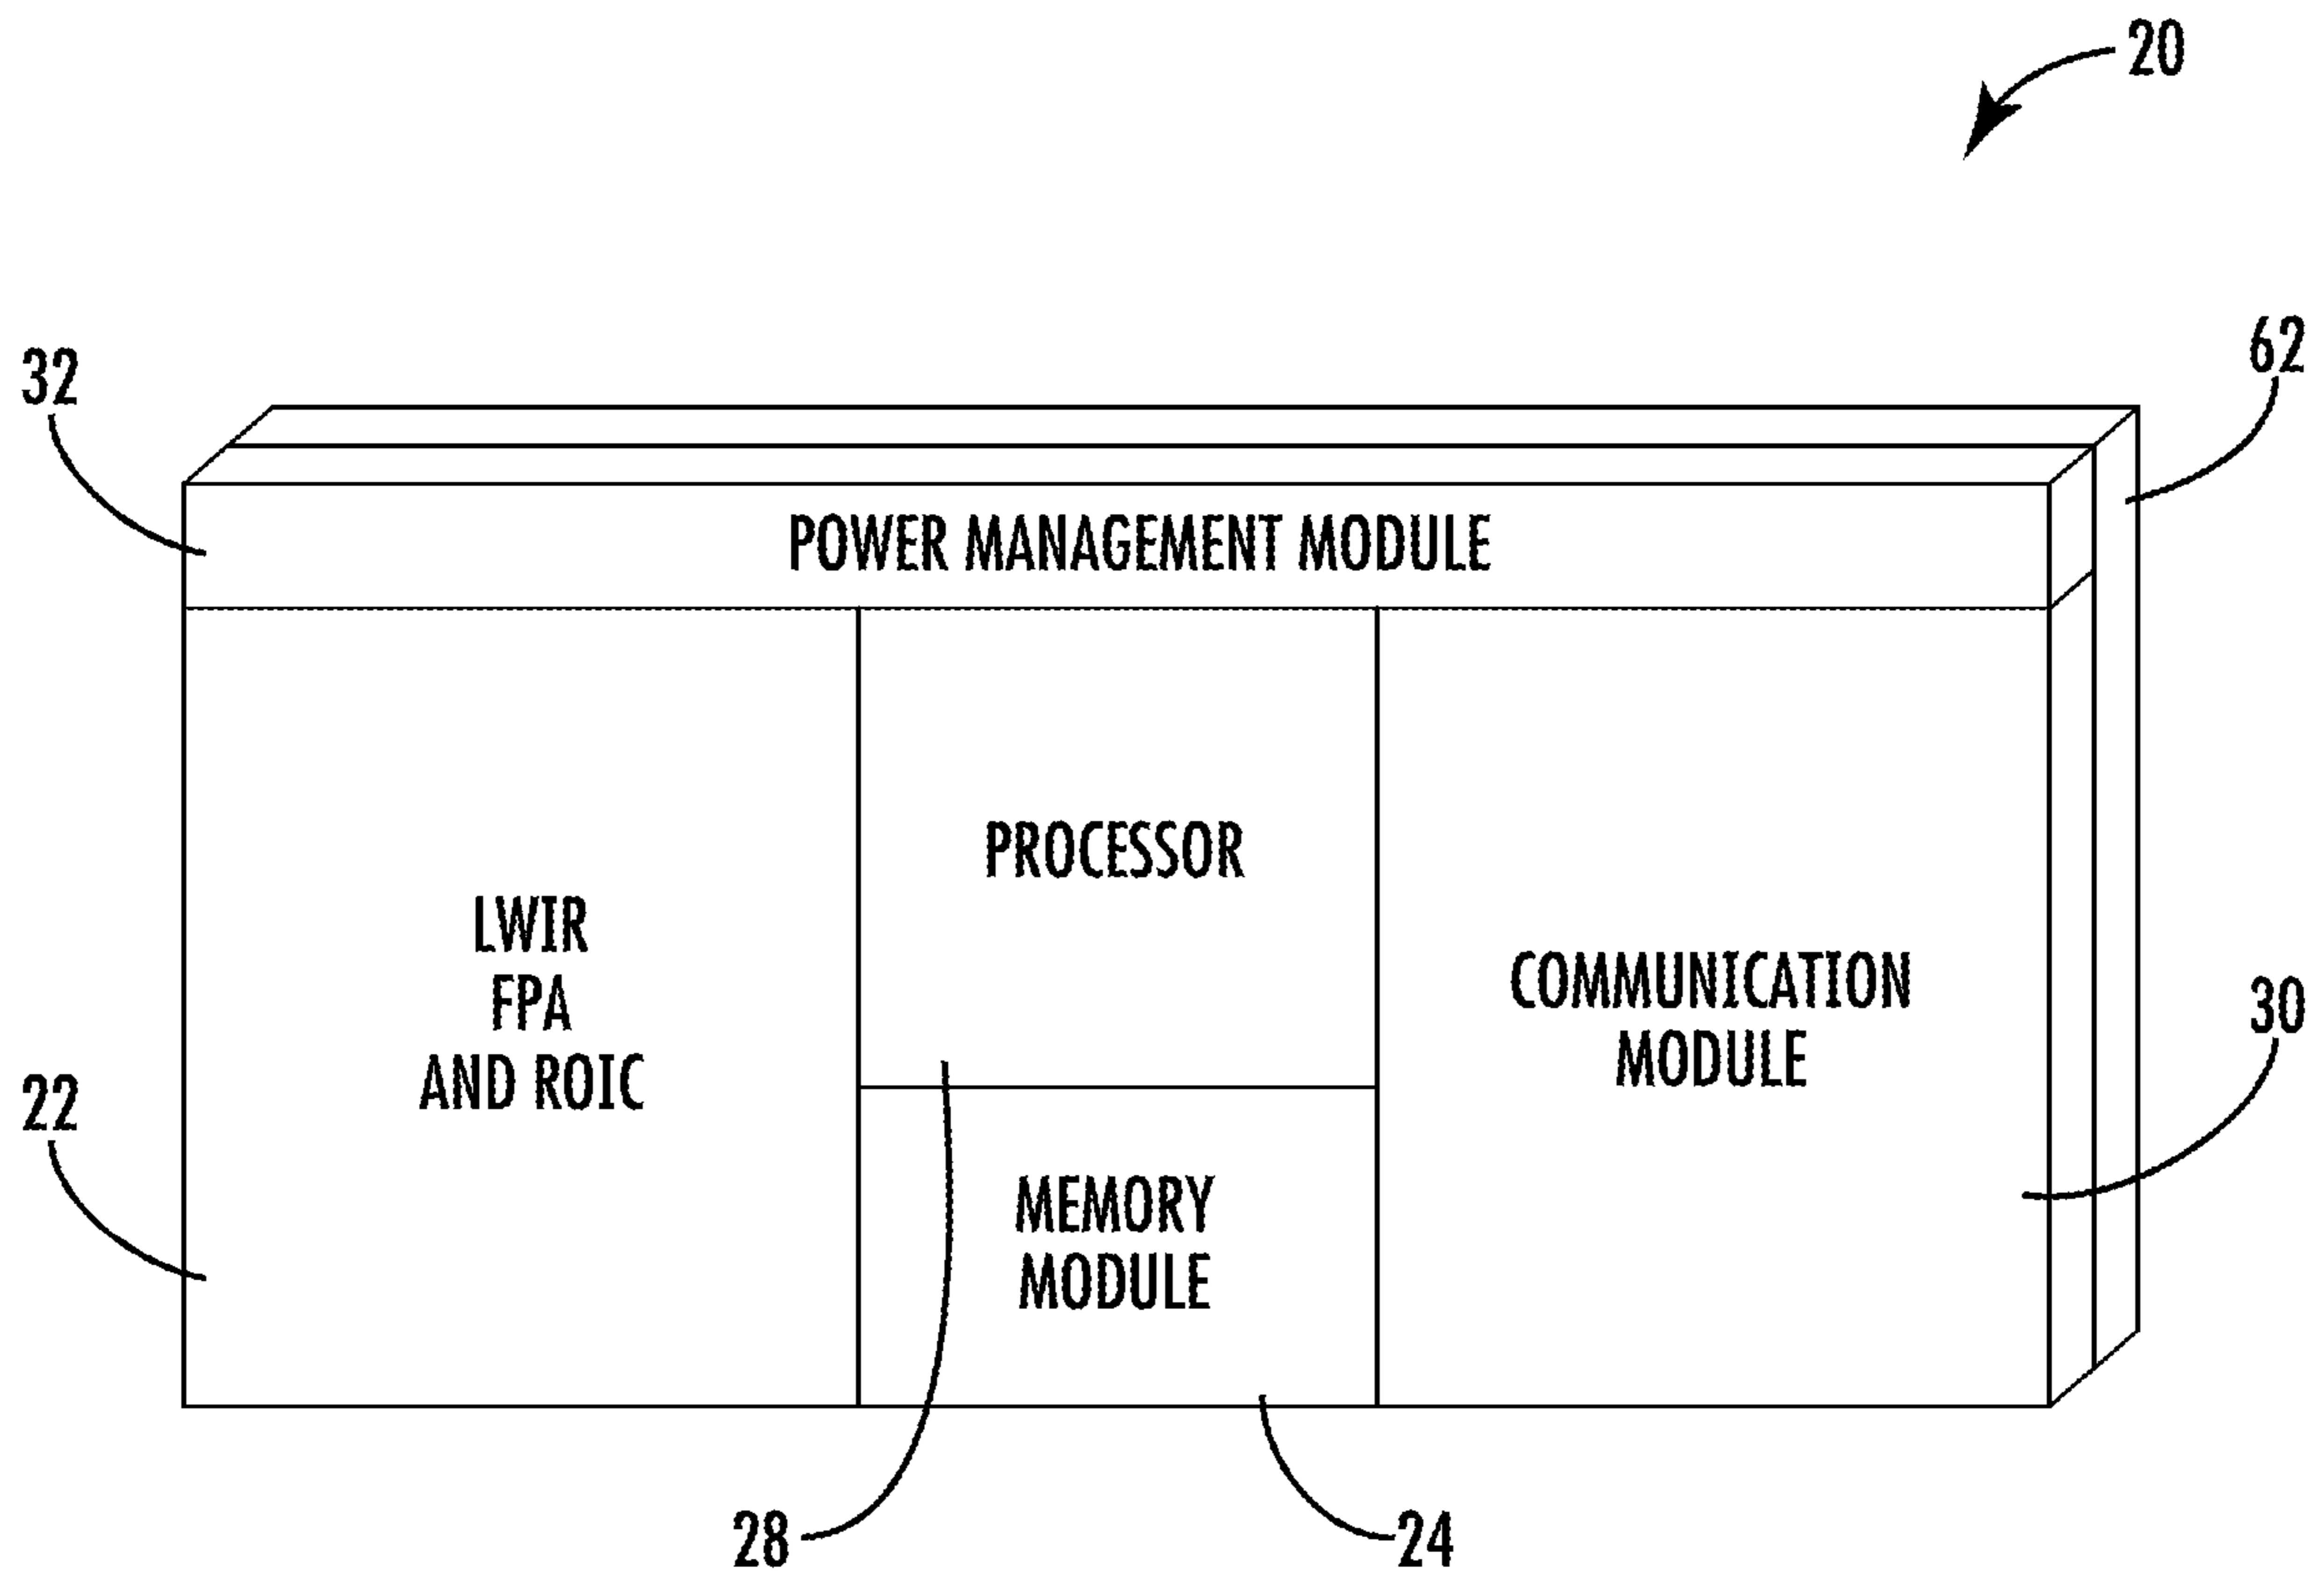 20
32
62
POWER MANAGEMENT MODULE
PROCESSOR
LWIR
FPA
AND ROIC
COMMUNICATION
MODULE
30
22
MEMORY
MODULE
28
24